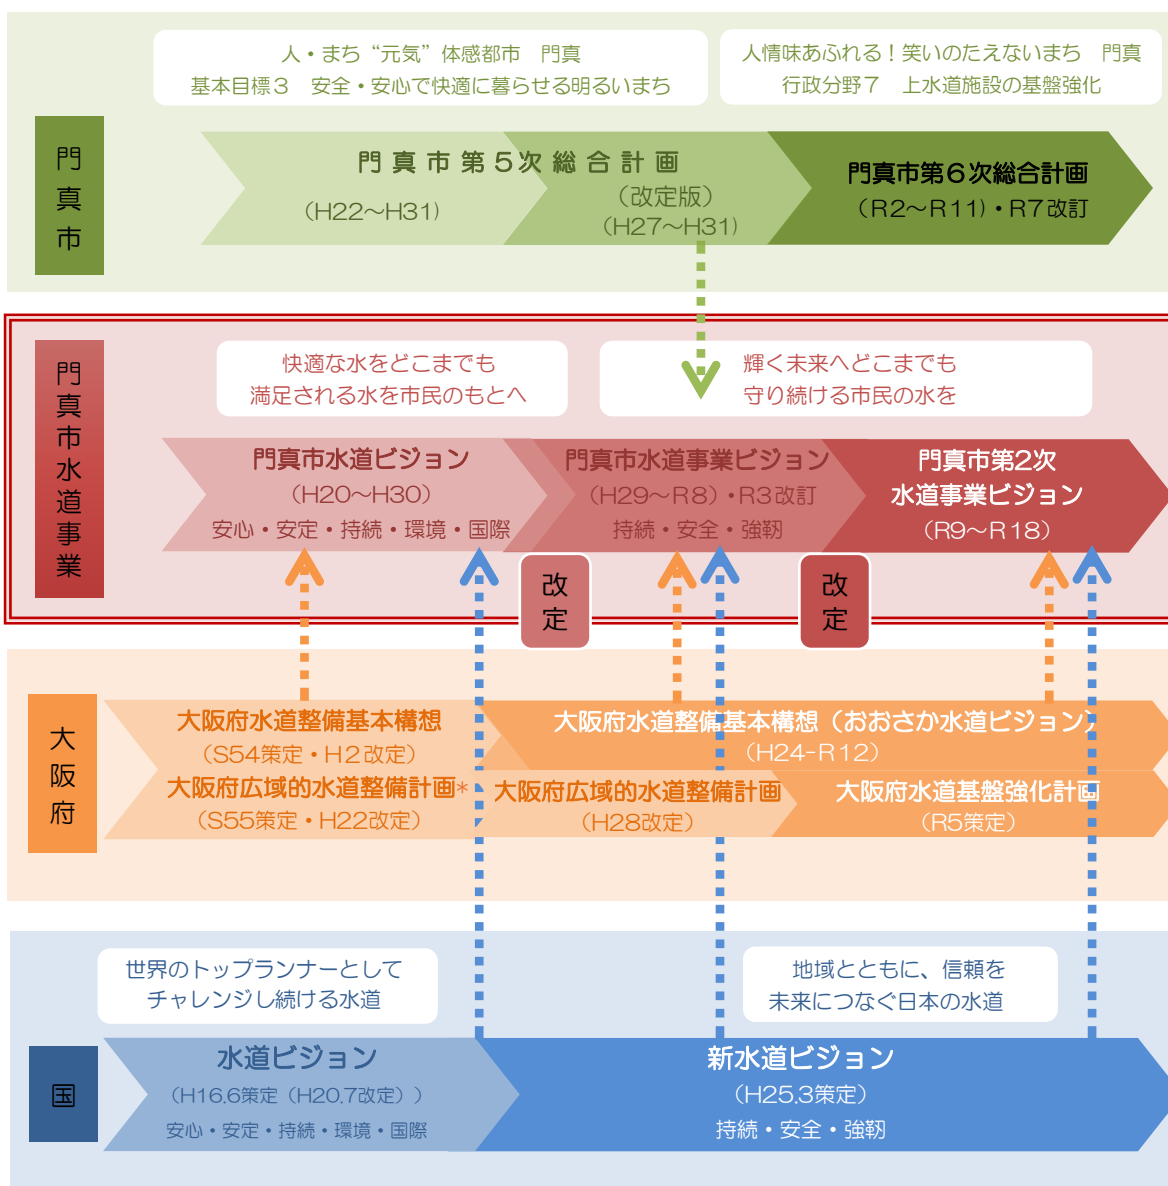 人・まち“元気”体感都市　門真
基本目標３　安全・安心で快適に暮らせる明るいまち
人情味あふれる！笑いのたえないまち　門真
行政分野７　上水道施設の基盤強化
門真市
門真市第５次総合計画
（H22～H31）
（改定版）
（H27～H31）
門真市第６次総合計画
（R２～R11）・R７改訂
門真市水道事業
快適な水をどこまでも
満足される水を市民のもとへ
輝く未来へどこまでも
守り続ける市民の水を
門真市水道ビジョン
（H20～H30）
安心・安定・持続・環境・国際
門真市水道事業ビジョン
（H29～R８）・R３改訂
持続・安全・強靭
門真市第2次
水道事業ビジョン
（R9～R18）
改定
改定
大阪府
大阪府水道整備基本構想
（S54策定・H２改定）
大阪府広域的水道整備計画*
（S55策定・H22改定）
大阪府水道整備基本構想（おおさか水道ビジョン）
（H24-R12）
大阪府広域的水道整備計画
（H28改定）
大阪府水道基盤強化計画
（R5策定）
世界のトップランナーとして
チャレンジし続ける水道
地域とともに、信頼を
未来につなぐ日本の水道
国
水道ビジョン
（H16.6策定（H20.7改定））
安心・安定・持続・環境・国際
新水道ビジョン
（H25.3策定）
持続・安全・強靭